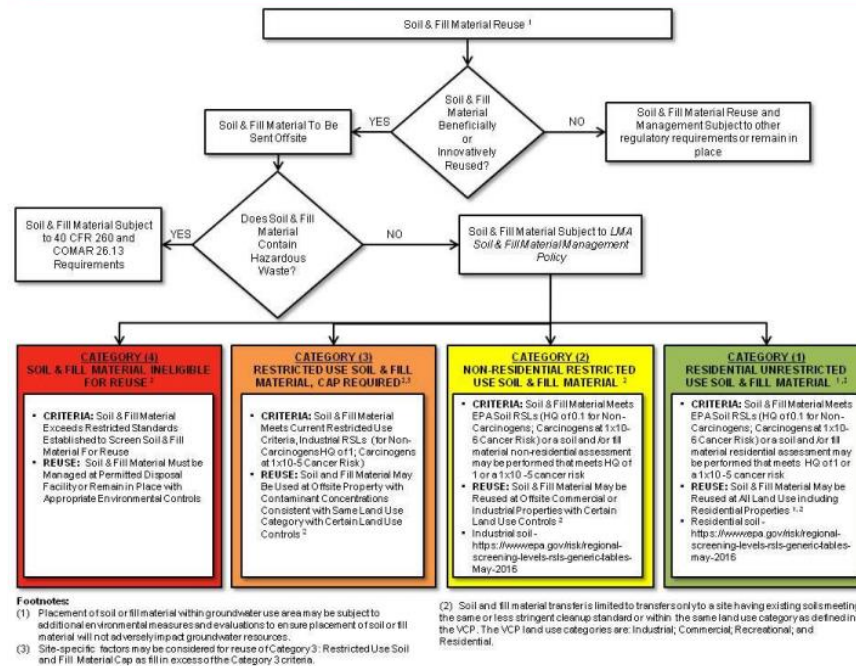 Soil & Fill Material Reuse 1
Soil & Fill
Material
Beneficially
or
Innovatively
Reused?
YES
NO
Soil & Fill Material To Be
Sent Offsite
Soil & Fill Material Reuse and
Management Subject to other
regulatory requirements or remain in
place
Does Soil & Fill
Material
Contain
Hazardous
Waste?
YES
NO
Soil & Fill Material Subject
to 40 CFR 260 and
COMAR 26.13
Requirements
Soil & Fill Material Subject to LMA
Soil & Fill Material Management
Policy
CATEGORY (4)
SOIL & FILL MATERIAL INELIGIBLE
FOR REUSE 2
• CRITERIA: Soil & Fill Material
Exceeds Restricted Standards
Established to Screen Soil & Fill
Material For Reuse
• REUSE: Soil & Fill Material Must be
Managed at Permitted Disposal
Facility or Remain in Place with
Appropriate Environmental Controls
CATEGORY (3)
RESTRICTED USE SOIL & FILL
MATERIAL, CAP REQUIRED2,3
• CRITERIA: Soil & Fill Material
Meets Current Restricted Use
Criteria, Industrial RSLs (for Non-
Carcinogens HQ of 1; Carcinogens
at 1x10-5 Cancer Risk)
• REUSE: Soil and Fill Material May
Be Used at Offsite Property with
Contaminant Concentrations
Consistent with Same Land Use
Category with Certain Land Use
Controls 2
CATEGORY (2)
NON-RESIDENTIAL RESTRICTED
USE SOIL & FILL MATERIAL 2
• CRITERIA: Soil & Fill Material Meets
EPA Soil RSLs (HQ of 0.1 for Non-
Carcinogens; Carcinogens at 1x10-
6 Cancer Risk) or a soil and /or fill
material non-residential assessment
may be performed that meets HQ of
1 or a 1x10 -5 cancer risk
• REUSE: Soil & Fill Material May be
Reused at Offsite Commercial or
Industrial Properties with Certain
Land Use Controls 2
• Industrial soil -
https://www.epa.gov/risk/regional-
screening-levels-rsls-generic-tables-
May-2016
CATEGORY (1)
RESIDENTIAL UNRESTRICTED
USE SOIL & FILL MATERIAL 1,2
• CRITERIA: Soil & Fill Material Meets
EPA Soil RSLs (HQ of 0.1 for Non-
Carcinogens; Carcinogens at 1x10-
6 Cancer Risk) or a soil and /or fill
material residential assessment may
be performed that meets HQ of 1 or
a 1x10 -5 cancer risk
• REUSE: Soil & Fill Material May be
Reused at All Land Use including
Residential Properties 1, 2
• Residential soil -
https://www.epa.gov/risk/regional-
screening-levels-rsls-generic-tables-
may-2016
Footnotes:
(1) Placement of soil or fill material within groundwater use area may be subject to
additional environmental measures and evaluations to ensure placement of soil or fill
material will not adversely impact groundwater resources.
(3) Site-specific factors may be considered for reuse of Category 3: Restricted Use Soil
and Fill Material Cap as fill in excess of the Category 3 criteria.
(2) Soil and fill material transfer is limited to transfers only to a site having existing soils meeting
the same or less stringent cleanup standard or within the same land use category as defined in
the VCP. The VCP land use categories are: Industrial; Commercial; Recreational; and
Residential.